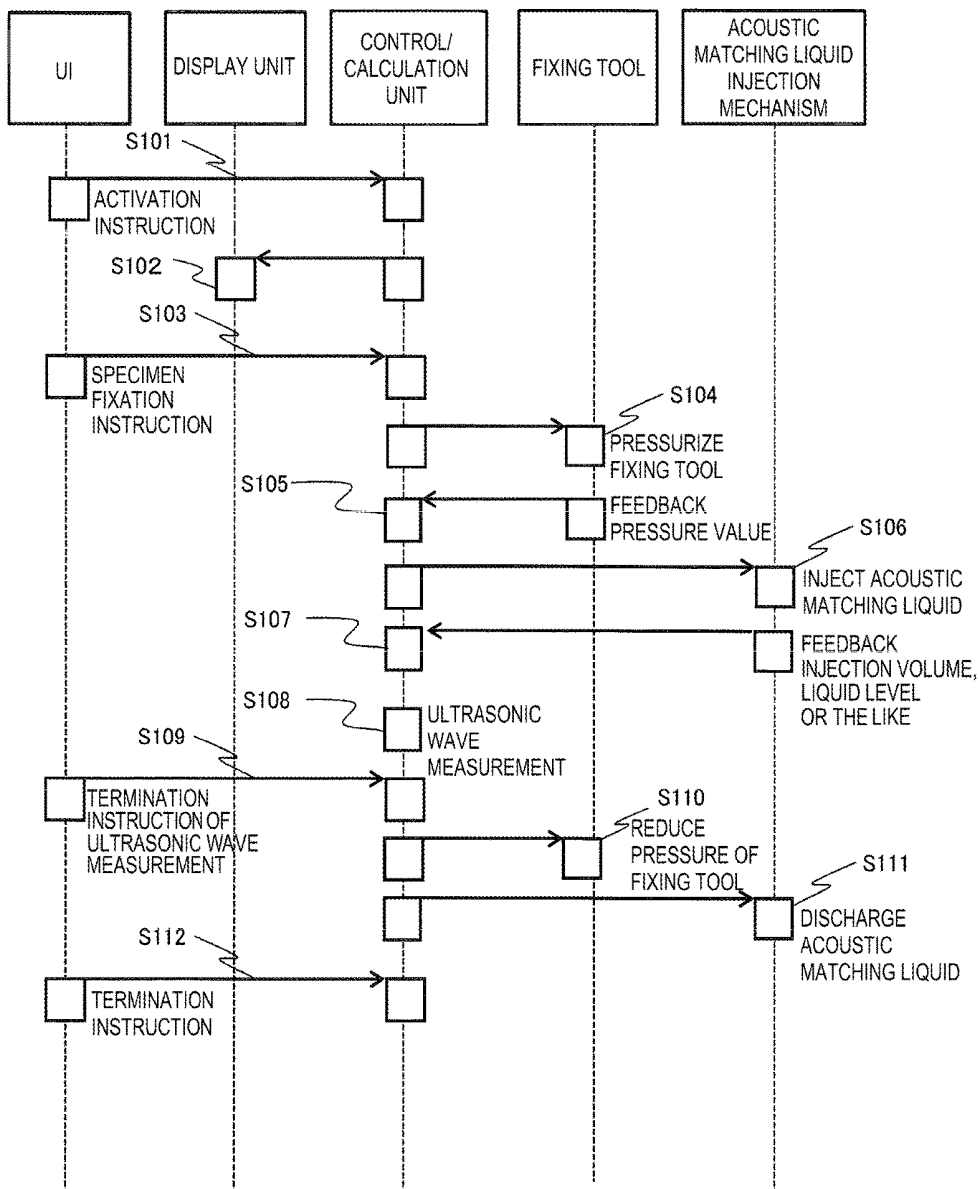 UI
DISPLAY UNIT
CONTROL/
CALCULATION
UNIT
FIXING TOOL
ACOUSTIC
MATCHING LIQUID
INJECTION
MECHANISM
S101
ACTIVATION
INSTRUCTION
S102
S103
SPECIMEN
FIXATION
INSTRUCTION
S104
PRESSURIZE
FIXING TOOL
S105
FEEDBACK
PRESSURE VALUE
S106
INJECT ACOUSTIC
MATCHING LIQUID
S107
FEEDBACK
INJECTION VOLUME,
LIQUID LEVEL
OR THE LIKE
S108
ULTRASONIC
WAVE
MEASUREMENT
S109
TERMINATION
INSTRUCTION OF
ULTRASONIC WAVE
MEASUREMENT
S110
REDUCE
PRESSURE OF
FIXING TOOL
S111
DISCHARGE
ACOUSTIC
MATCHING LIQUID
S112
TERMINATION
INSTRUCTION